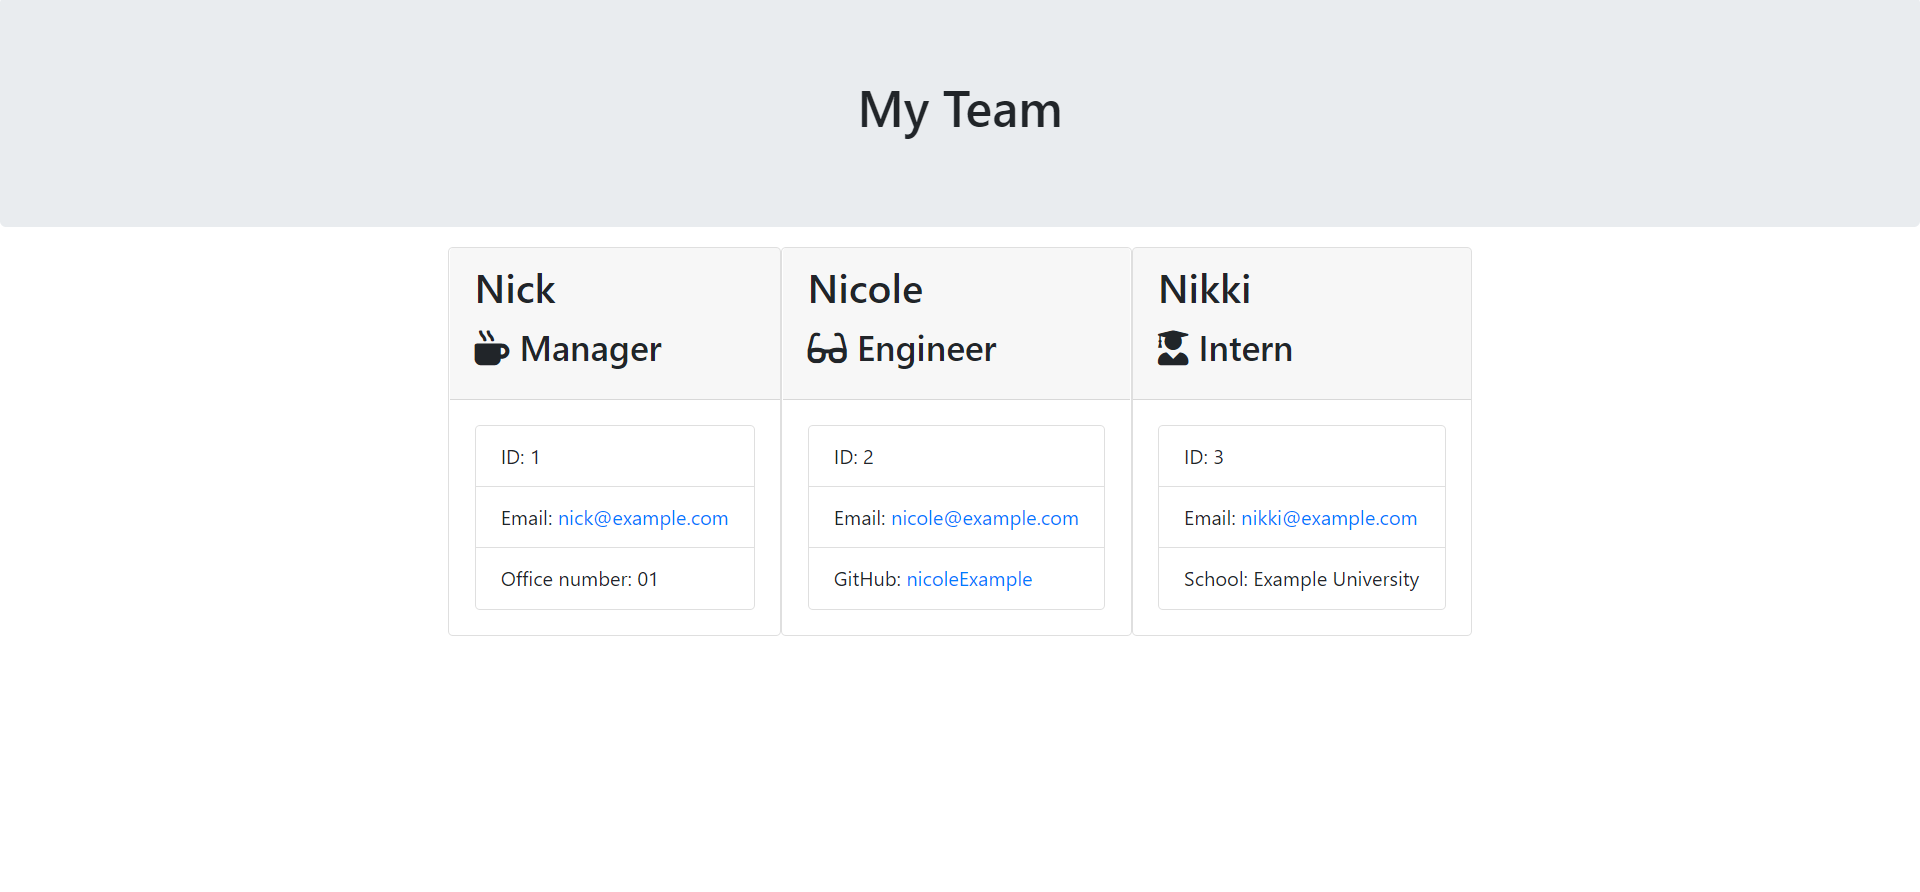 My Team
Nick
Manager
ID: 1
Email: nick@example.com
Office number: 01
Nicole
Engineer
ID: 2
Email: nicole@example.com
GitHub: nicoleExample
Nikki
Intern
ID: 3
Email: nikki@example.com
School: Example University